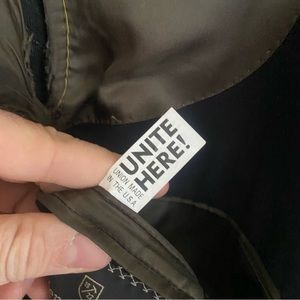 UNITE
HERE!
UNION MADE
IN THE U.S.A.